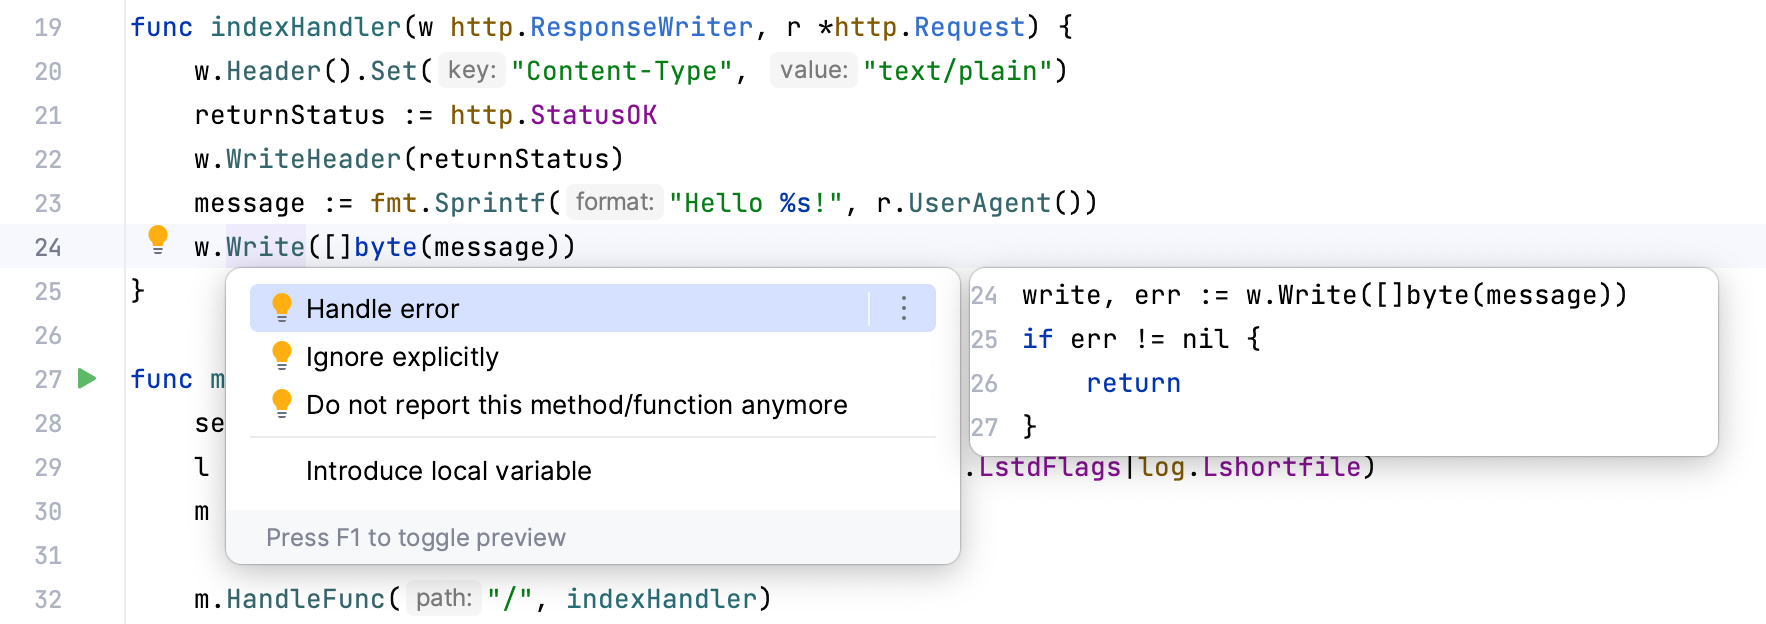 19 func indexHandler(w http.ResponseWriter, r *http.Request) {
20 w.Header().Set( key: "Content-Type", value: "text/plain")
21 returnStatus := http.StatusOK
22 w.WriteHeader(returnStatus)
23 message := fmt.Sprintf( format: "Hello %s!", r.UserAgent())
24 w.Write([]byte(message))
25 }
26
27 func m
28 se
29 l .LstdFlags|log.Lshortfile)
30 m
31
32 m.HandleFunc( path: "/", indexHandler)
Handle error
Ignore explicitly
Do not report this method/function anymore
Introduce local variable
Press F1 to toggle preview
24 write, err := w.Write([]byte(message))
25 if err != nil {
26 return
27 }